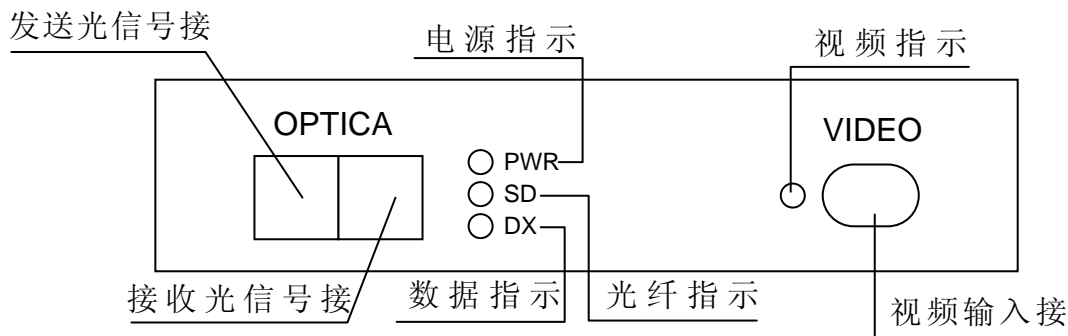 发送光信号接
电源指示
视频指示
OPTICA
VIDEO
PWR
SD
DX
接收光信号接
数据指示
光纤指示
视频输入接